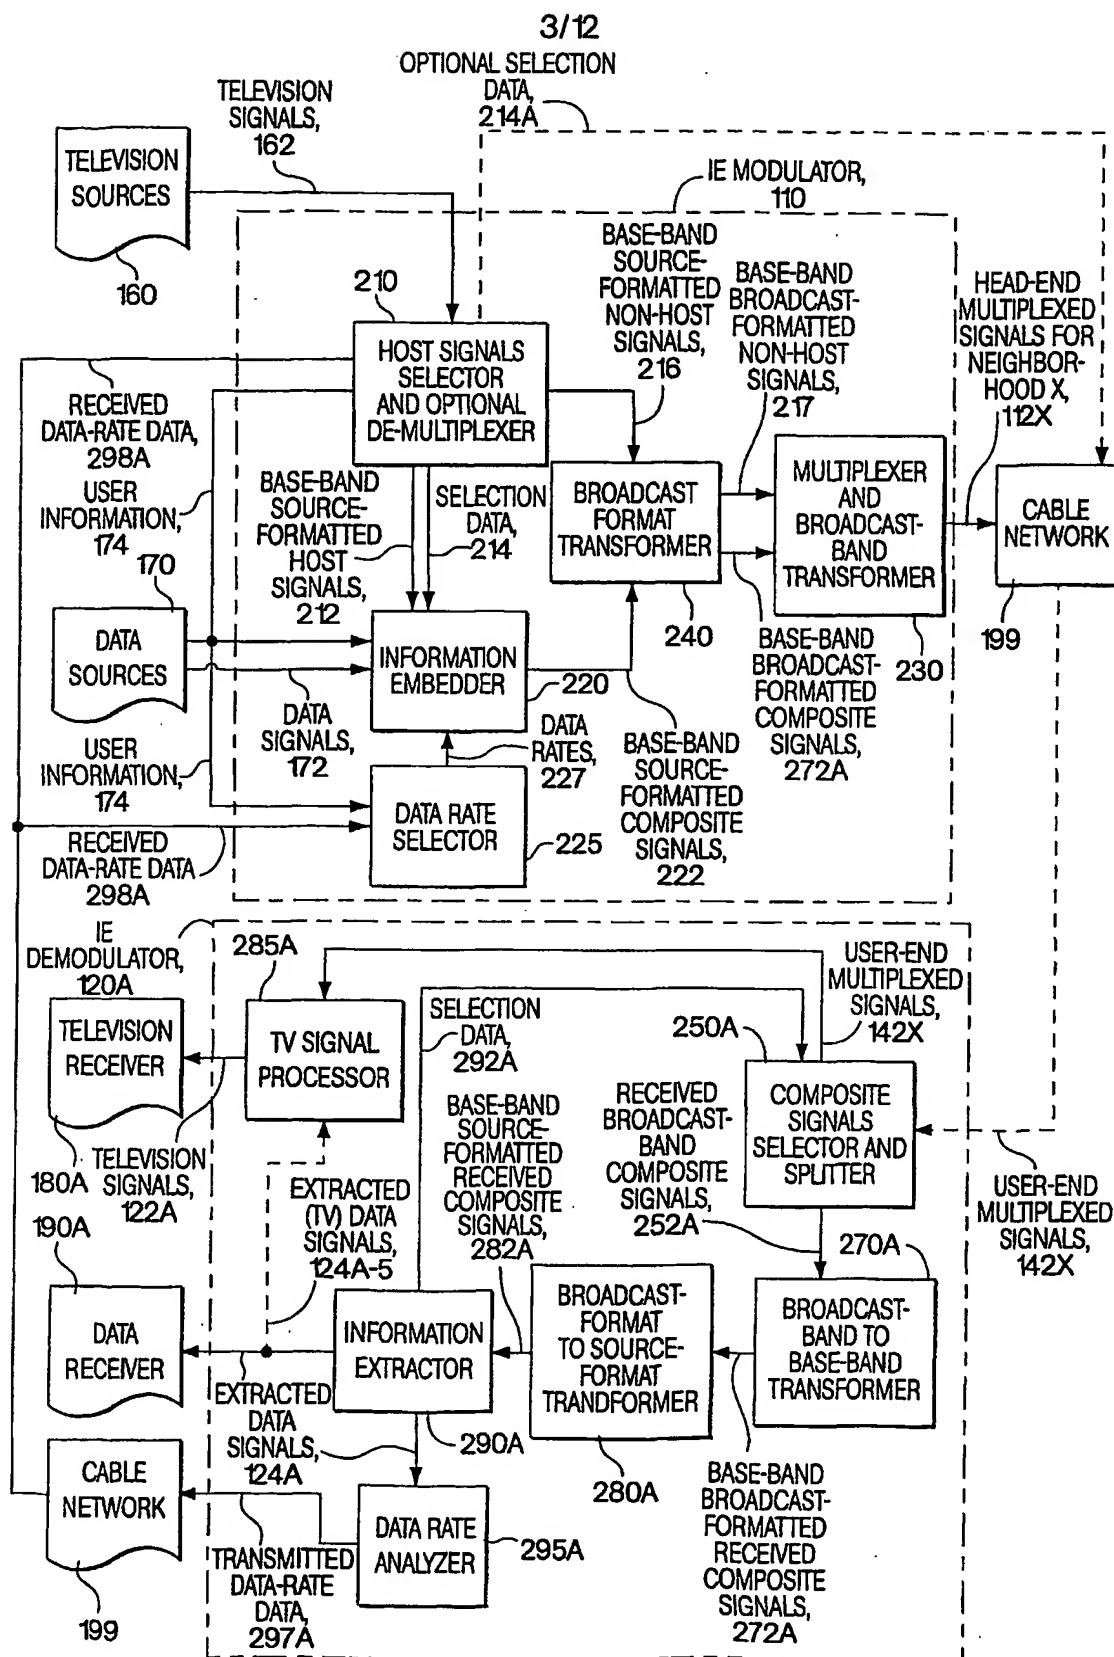 3/12
OPTIONAL SELECTION
DATA,
214A
TELEVISION
SIGNALS,
162
TELEVISION
SOURCES
160
IE MODULATOR,
110
BASE-BAND
SOURCE-
FORMATTED
NON-HOST
SIGNALS,
216
BASE-BAND
BROADCAST-
FORMATTED
NON-HOST
SIGNALS,
217
HEAD-END
MULTIPLEXED
SIGNALS FOR
NEIGHBOR-
HOOD X,
112X
210
HOST SIGNALS
SELECTOR
AND OPTIONAL
DE-MULTIPLEXER
RECEIVED
DATA-RATE DATA,
298A
USER
INFORMATION,
174
BASE-BAND
SOURCE-
FORMATTED
HOST
SIGNALS,
212
SELECTION
DATA,
214
BROADCAST
FORMAT
TRANSFORMER
240
MULTIPLEXER
AND
BROADCAST-
BAND
TRANSFORMER
230
CABLE
NETWORK
199
170
DATA
SOURCES
INFORMATION
EMBEDDER
220
BASE-BAND
BROADCAST-
FORMATTED
COMPOSITE
SIGNALS,
272A
DATA
SIGNALS,
172
DATA
RATES,
227
BASE-BAND
SOURCE-
FORMATTED
COMPOSITE
SIGNALS,
222
USER
INFORMATION,
174
DATA RATE
SELECTOR
225
RECEIVED
DATA-RATE DATA
298A
IE
DEMODULATOR,
120A
285A
TV SIGNAL
PROCESSOR
SELECTION
DATA,
292A
USER-END
MULTIPLEXED
SIGNALS,
142X
250A
COMPOSITE
SIGNALS
SELECTOR AND
SPLITTER
TELEVISION
RECEIVER
180A
TELEVISION
SIGNALS,
122A
EXTRACTED
(TV) DATA
SIGNALS,
124A-5
BASE-BAND
SOURCE-
FORMATTED
RECEIVED
COMPOSITE
SIGNALS,
282A
RECEIVED
BROADCAST-
BAND
COMPOSITE
SIGNALS,
252A
USER-END
MULTIPLEXED
SIGNALS,
142X
270A
190A
DATA
RECEIVER
INFORMATION
EXTRACTOR
290A
BROADCAST-
FORMAT
TO SOURCE-
FORMAT
TRANDFORMER
280A
BROADCAST-
BAND TO
BASE-BAND
TRANSFORMER
EXTRACTED
DATA
SIGNALS,
124A
BASE-BAND
BROADCAST-
FORMATTED
RECEIVED
COMPOSITE
SIGNALS,
272A
CABLE
NETWORK
199
DATA RATE
ANALYZER
295A
TRANSMITTED
DATA-RATE
DATA,
297A